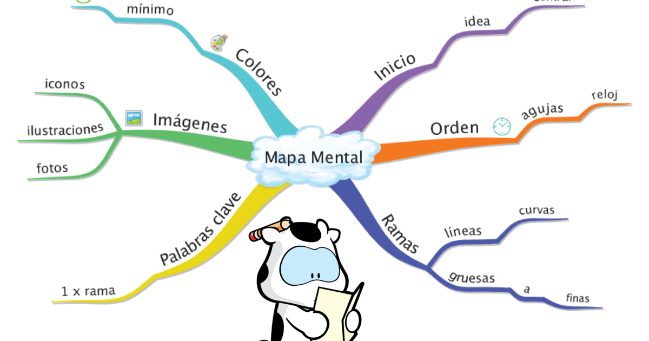 Mapa Mental
Inicio
idea
Orden
agujas
reloj
Ramas
líneas
curvas
gruesas
a
finas
Palabras clave
1 x rama
Imágenes
iconos
ilustraciones
fotos
Colores
mínimo